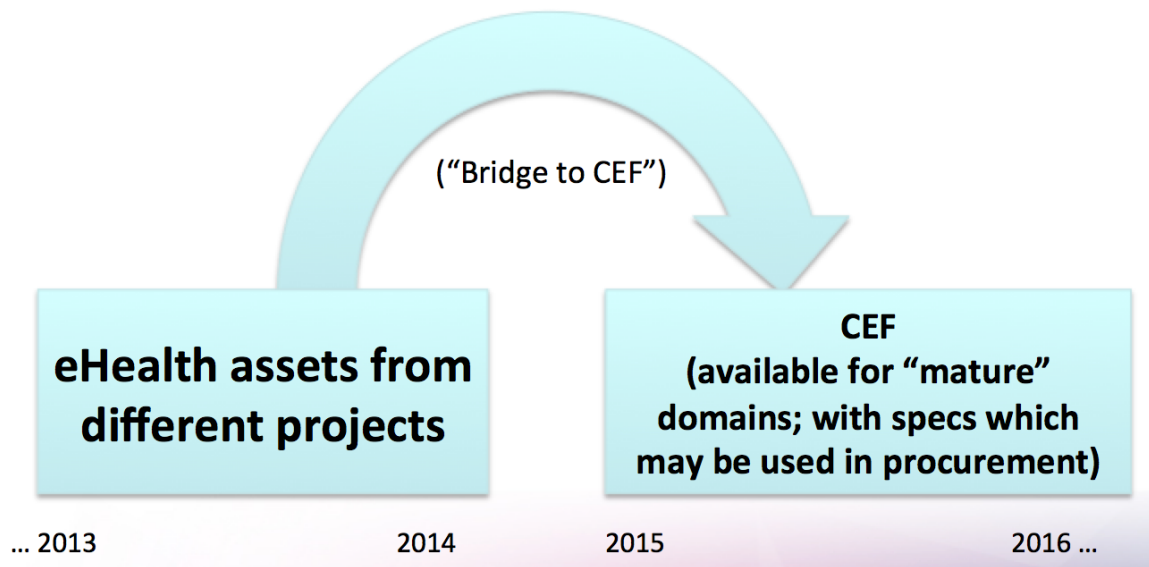 (“Bridge to CEF”)
eHealth assets from
different projects
CEF
(available for “mature”
domains; with specs which
may be used in procurement)
... 2013
2014
2015
2016 ...